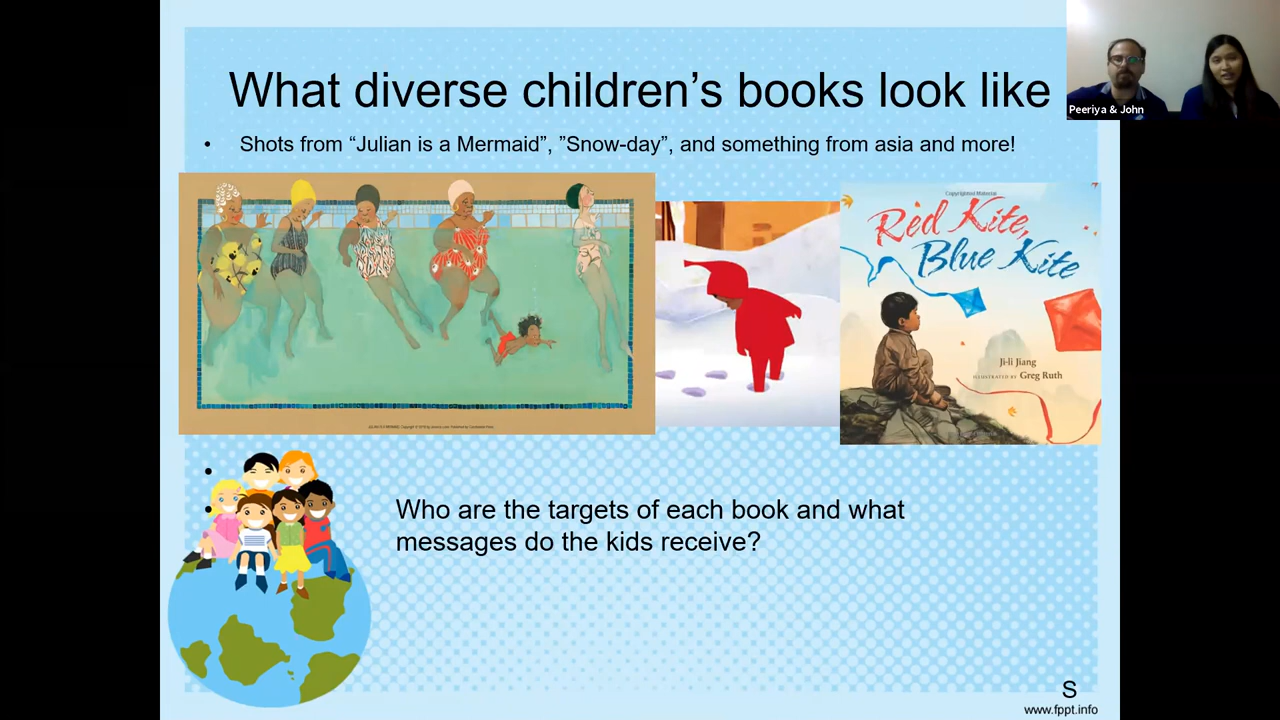 What diverse children’s books look like
Peeriya & John
• Shots from “Julian is a Mermaid”, ”Snow-day”, and something from asia and more!
Copyrighted Material
Red Kite,
Blue Kite
Ji-li Jiang
ILLUSTRATED BY Greg Ruth
Who are the targets of each book and what
messages do the kids receive?
S
www.fppt.info